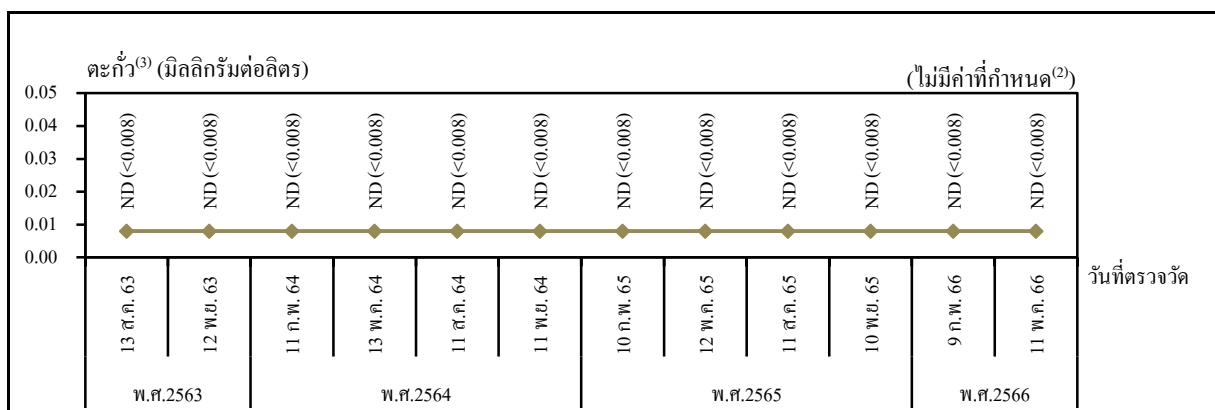 ตะกั่ว(3) (มิลลิกรัมต่อลิตร)
(ไม่มีค่าที่กำหนด(2))
0.05
0.04
0.03
0.02
0.01
0.00
ND (<0.008)
ND (<0.008)
ND (<0.008)
ND (<0.008)
ND (<0.008)
ND (<0.008)
ND (<0.008)
ND (<0.008)
ND (<0.008)
ND (<0.008)
ND (<0.008)
ND (<0.008)
13 ส.ค. 63
12 พ.ย. 63
11 ก.พ. 64
13 พ.ค. 64
11 ส.ค. 64
11 พ.ย. 64
10 ก.พ. 65
12 พ.ค. 65
11 ส.ค. 65
10 พ.ย. 65
9 ก.พ. 66
11 พ.ค. 66
วันที่ตรวจวัด
พ.ศ.2563
พ.ศ.2564
พ.ศ.2565
พ.ศ.2566